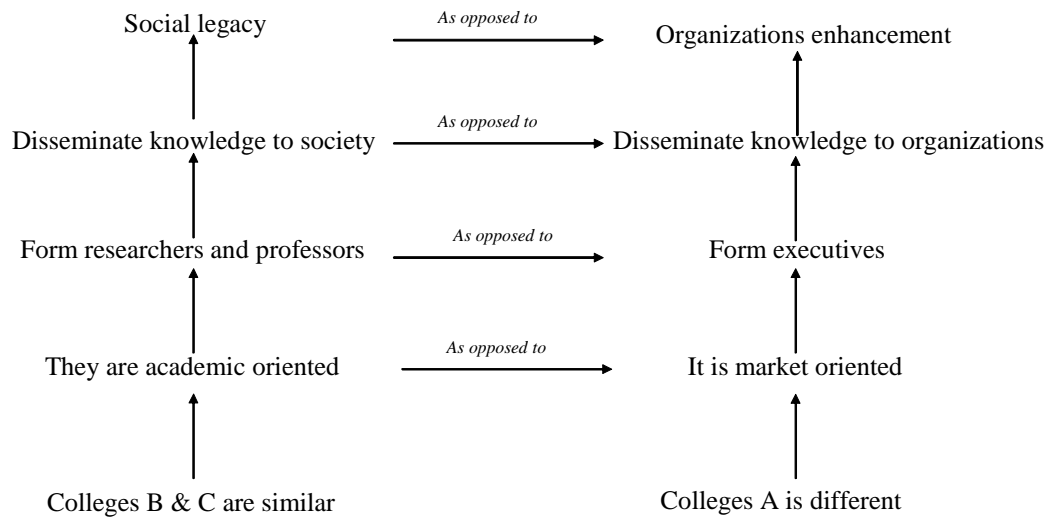 Social legacy
As opposed to
Organizations enhancement
Disseminate knowledge to society
As opposed to
Disseminate knowledge to organizations
Form researchers and professors
As opposed to
Form executives
They are academic oriented
As opposed to
It is market oriented
Colleges B & C are similar
Colleges A is different